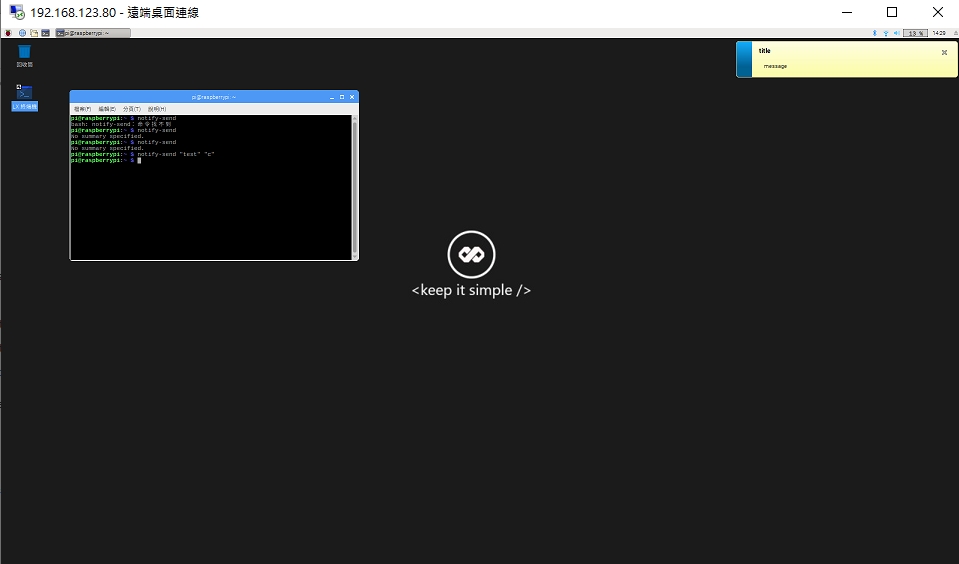 192.168.123.80 - 遠端桌面連線
pi@raspberrypi: ~
13 %
14:29
回收筒
LX 終端機
title
message
pi@raspberrypi: ~
檔案(F) 編輯(E) 分頁(T) 說明(H)
pi@raspberrypi:~ $ notify-send
bash: notify-send：命令找不到
pi@raspberrypi:~ $ notify-send
No summary specified.
pi@raspberrypi:~ $ notify-send
No summary specified.
pi@raspberrypi:~ $ notify-send "text" "c"
pi@raspberrypi:~ $
<keep it simple />